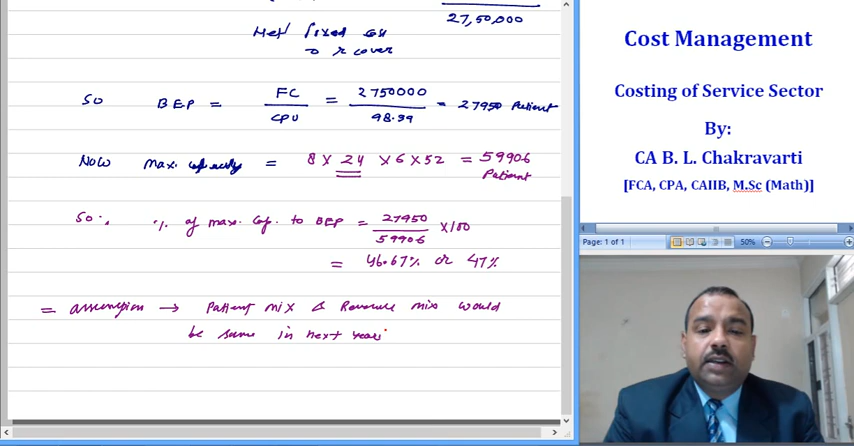 27,50,000
Net fixed cost
to recover
So BEP = FC / CPU = 2750000 / 98.39 = 27950 Patient
Now Max. capacity = 8 × 24 × 6 × 52 = 59906
Patient
So % of max. Cap. to BEP = 27950 / 59906 × 100
= 46.67% or 47%
= assumption → Patient mix & Revenue mix would
be same in next years
Cost Management
Costing of Service Sector
By:
CA B. L. Chakravarti
[FCA, CPA, CAIIB, M.Sc (Math)]
Page: 1 of 1
50%